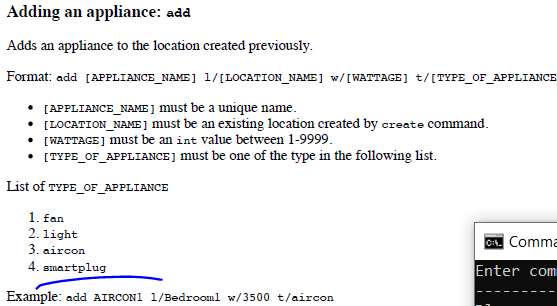 Adding an appliance: add
Adds an appliance to the location created previously.
Format: add [APPLIANCE_NAME] l/[LOCATION_NAME] w/[WATTAGE] t/[TYPE_OF_APPLIANCE
• [APPLIANCE_NAME] must be a unique name.
• [LOCATION_NAME] must be an existing location created by create command.
• [WATTAGE] must be an int value between 1-9999.
• [TYPE_OF_APPLIANCE] must be one of the type in the following list.
List of TYPE_OF_APPLIANCE
1. fan
2. light
3. aircon
4. smartplug
Example: add AIRCON1 l/Bedroom1 w/3500 t/aircon
C:\. Comma
Enter com